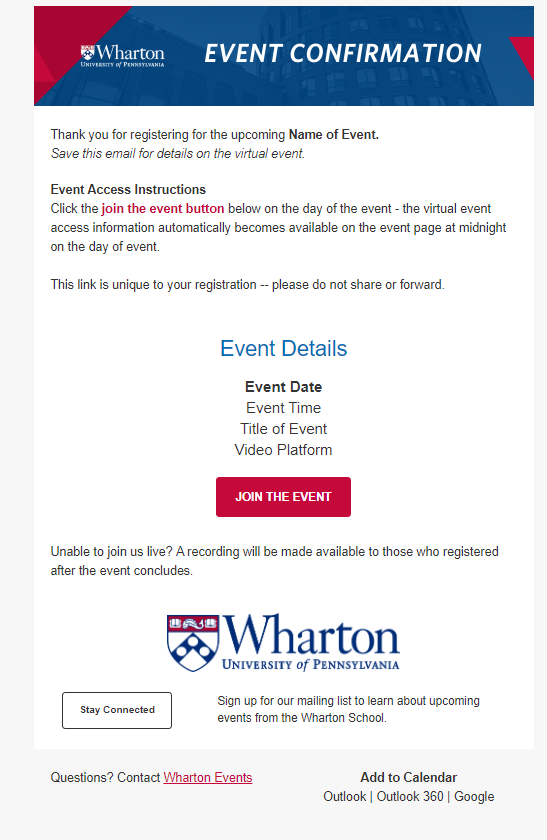 Wharton
UNIVERSITY of PENNSYLVANIA
EVENT CONFIRMATION
Thank you for registering for the upcoming Name of Event.
Save this email for details on the virtual event.
Event Access Instructions
Click the join the event button below on the day of the event - the virtual event
access information automatically becomes available on the event page at midnight
on the day of event.
This link is unique to your registration -- please do not share or forward.
Event Details
Event Date
Event Time
Title of Event
Video Platform
JOIN THE EVENT
Unable to join us live? A recording will be made available to those who registered
after the event concludes.
Wharton
UNIVERSITY of PENNSYLVANIA
Stay Connected
Sign up for our mailing list to learn about upcoming
events from the Wharton School.
Questions? Contact Wharton Events
Add to Calendar
Outlook | Outlook 360 | Google